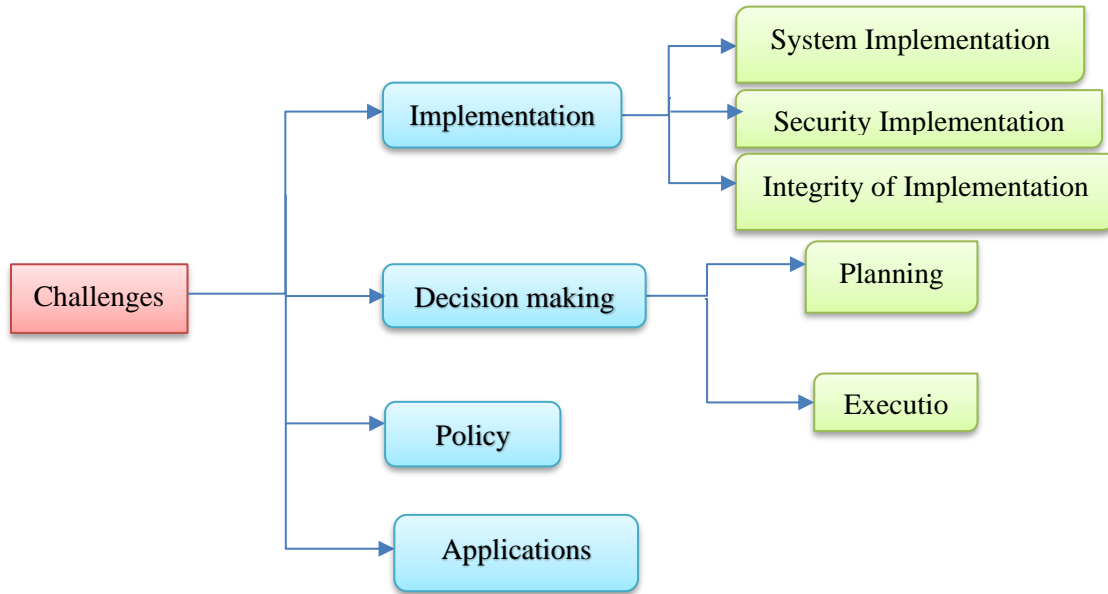 System Implementation
Implementation
Security Implementation
Integrity of Implementation
Challenges
Decision making
Planning
Executio
Policy
Applications